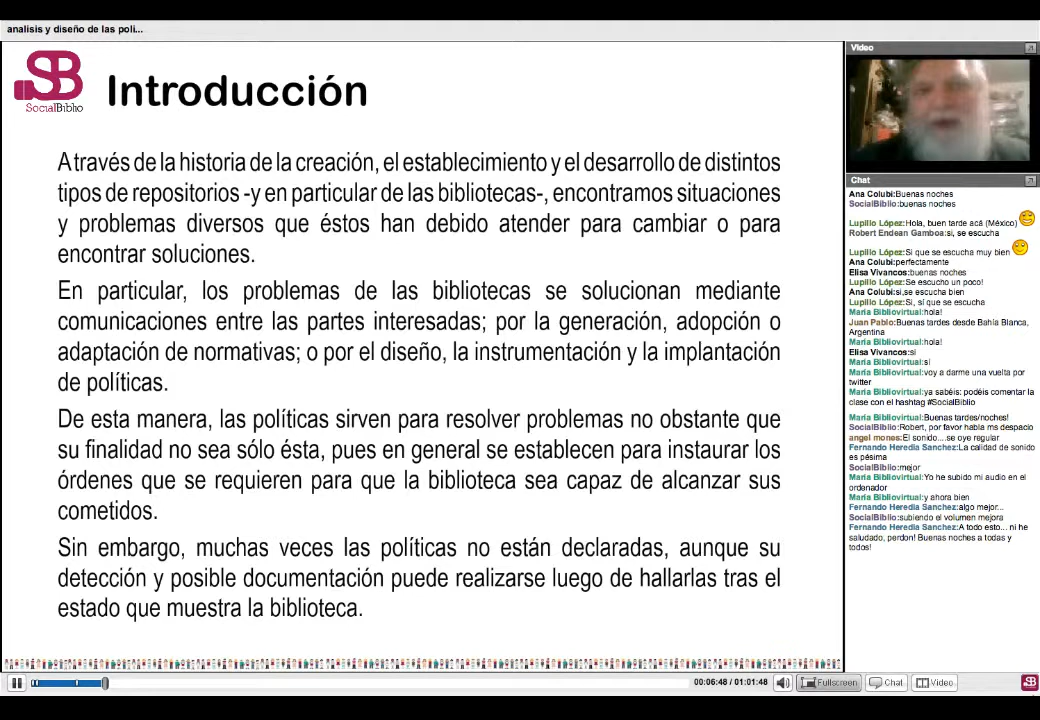 analisis y diseño de las poli...
SB
SocialBiblio
Introducción
A través de la historia de la creación, el establecimiento y el desarrollo de distintos
tipos de repositorios -y en particular de las bibliotecas-, encontramos situaciones
y problemas diversos que éstos han debido atender para cambiar o para
encontrar soluciones.
En particular, los problemas de las bibliotecas se solucionan mediante
comunicaciones entre las partes interesadas; por la generación, adopción o
adaptación de normativas; o por el diseño, la instrumentación y la implantación
de políticas.
De esta manera, las políticas sirven para resolver problemas no obstante que
su finalidad no sea sólo ésta, pues en general se establecen para instaurar los
órdenes que se requieren para que la biblioteca sea capaz de alcanzar sus
cometidos.
Sin embargo, muchas veces las políticas no están declaradas, aunque su
detección y posible documentación puede realizarse luego de hallarlas tras el
estado que muestra la biblioteca.
Video
Chat
Ana Colubi:Buenas noches
SocialBiblio:buenas noches
Lupillo López:Hola, buen tarde acá (México)
Robert Endean Gamboa:si, se escucha
Lupillo López:Si que se escucha muy bien
Ana Colubi:perfectamente
Elisa Vivancos:buenas noches
Lupillo López:Se escucho un poco!
Ana Colubi:si,se escucha bien
Lupillo López:Si, sí que se escucha
María Bibliovirtual:hola!
Juan Pablo:Buenas tardes desde Bahía Blanca,
Argentina
María Bibliovirtual:hola!
Elisa Vivancos:si
María Bibliovirtual:sí
María Bibliovirtual:voy a darme una vuelta por
twitter
María Bibliovirtual:ya sabéis: podéis comentar la
clase con el hashtag #SocialBiblio
María Bibliovirtual:Buenas tardes/noches!
SocialBiblio:Robert, por favor habla ms despacio
angel mones:El sonido....se oye regular
Fernando Heredia Sanchez:La calidad de sonido
es pésima
SocialBiblio:mejor
María Bibliovirtual:Yo he subido mi audio en el
ordenador
María Bibliovirtual:y ahora bien
Fernando Heredia Sanchez:algo mejor...
SocialBiblio:subiendo el volumen mejora
Fernando Heredia Sanchez:A todo esto... ni he
saludado, perdon! Buenas noches a todas y
todos!
00:06:48 / 01:01:48
Fullscreen
Chat
Video
SB